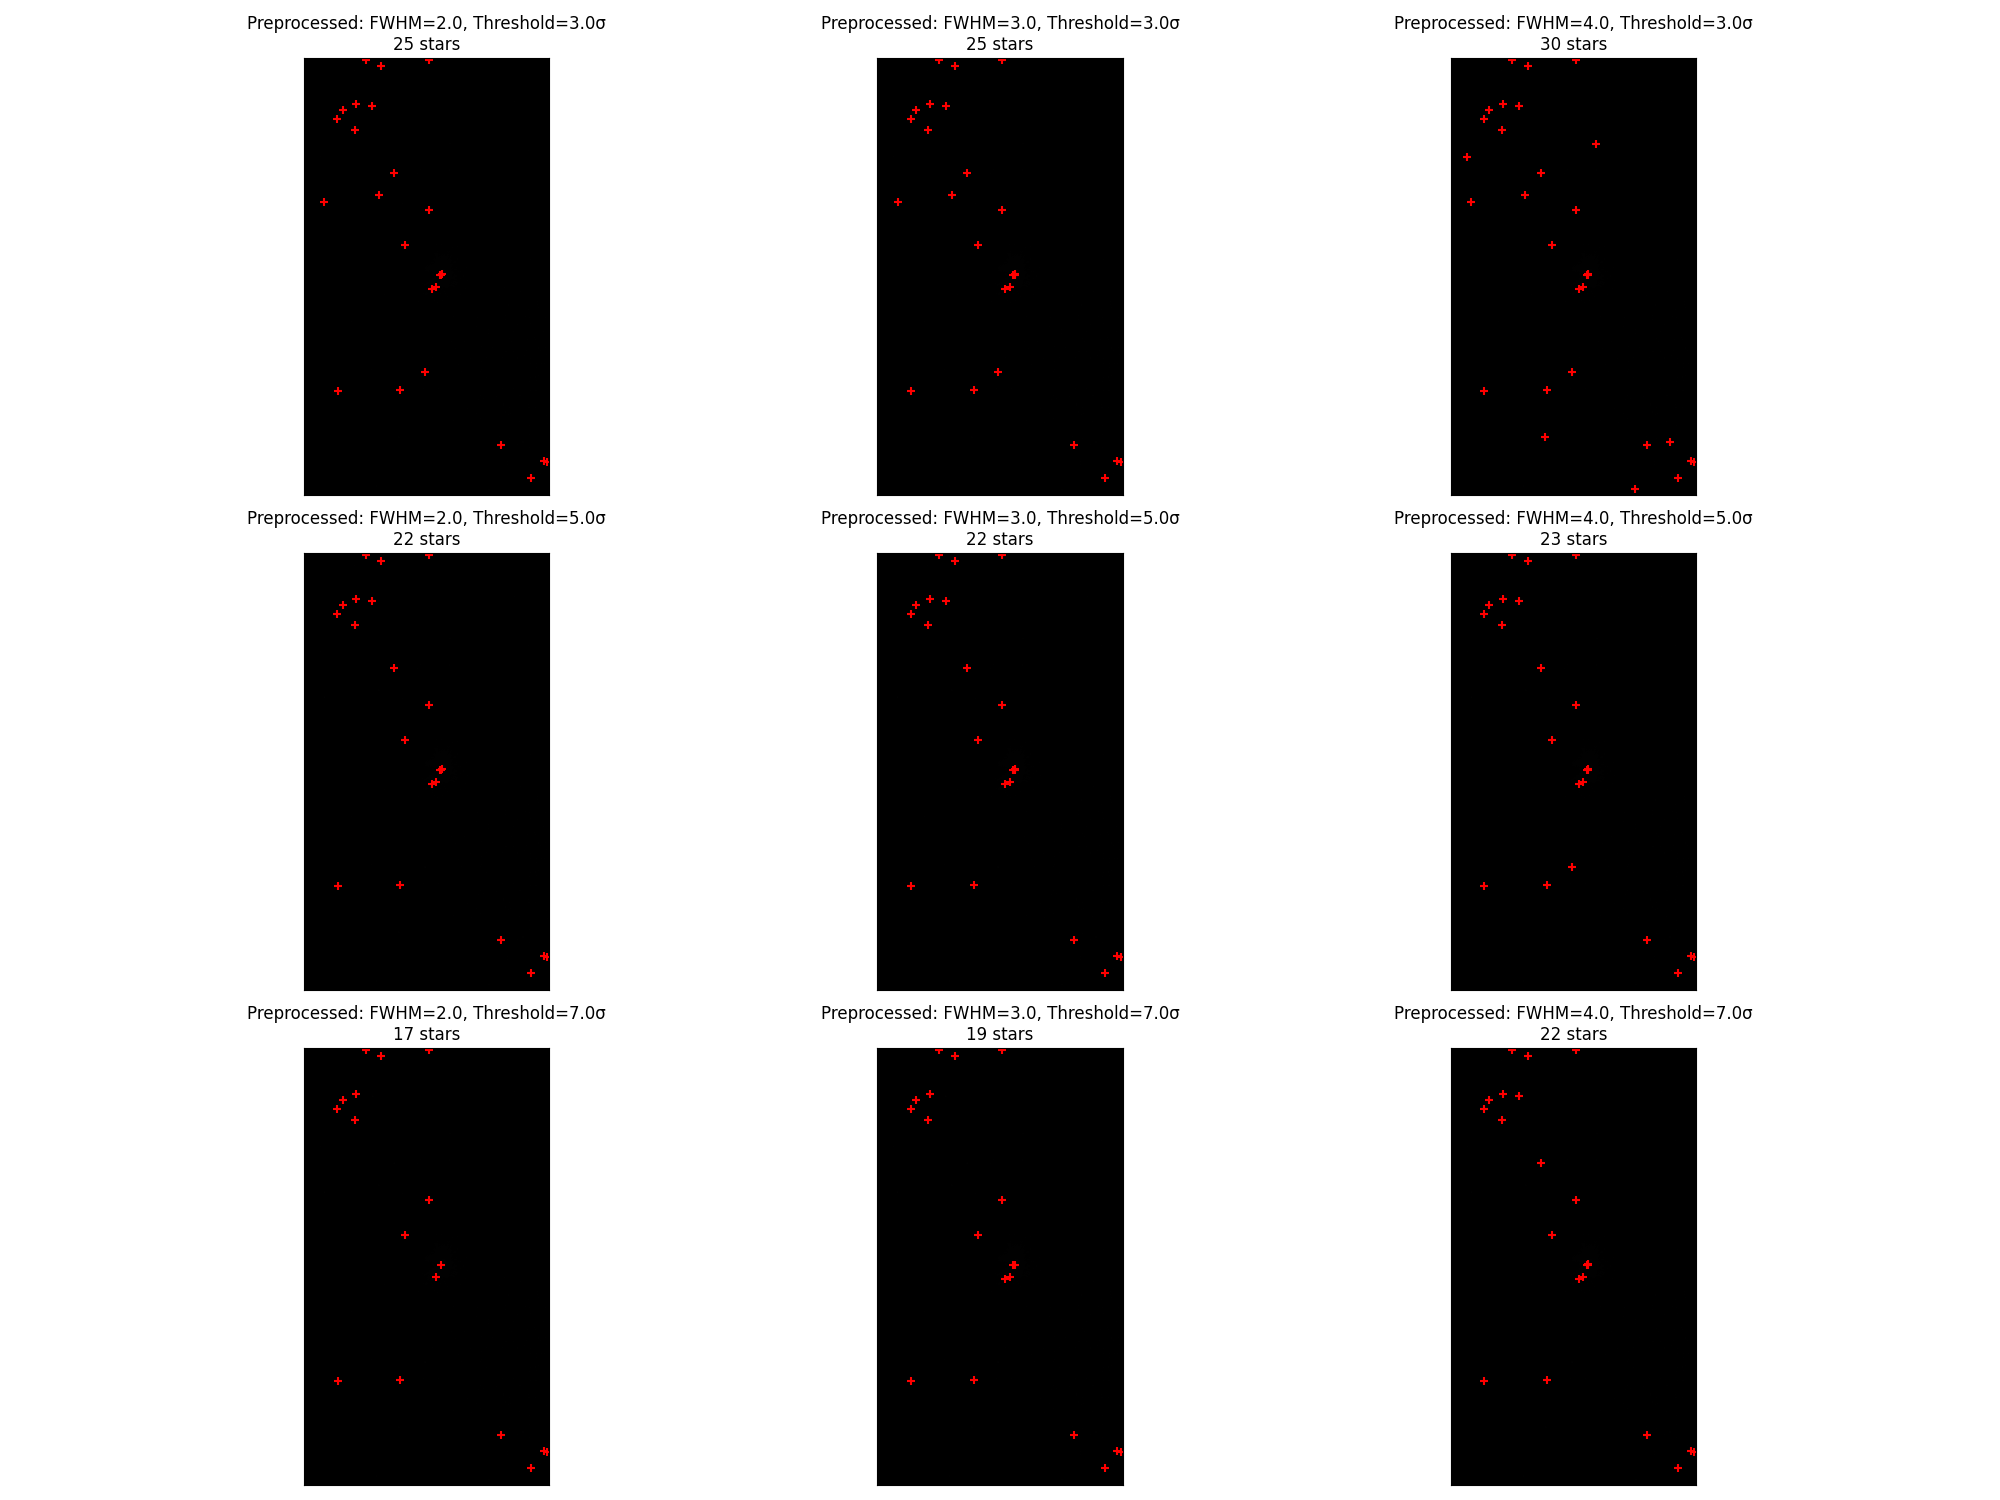 Preprocessed: FWHM=2.0, Threshold=3.0σ
25 stars
Preprocessed: FWHM=3.0, Threshold=3.0σ
25 stars
Preprocessed: FWHM=4.0, Threshold=3.0σ
30 stars
Preprocessed: FWHM=2.0, Threshold=5.0σ
22 stars
Preprocessed: FWHM=3.0, Threshold=5.0σ
22 stars
Preprocessed: FWHM=4.0, Threshold=5.0σ
23 stars
Preprocessed: FWHM=2.0, Threshold=7.0σ
17 stars
Preprocessed: FWHM=3.0, Threshold=7.0σ
19 stars
Preprocessed: FWHM=4.0, Threshold=7.0σ
22 stars